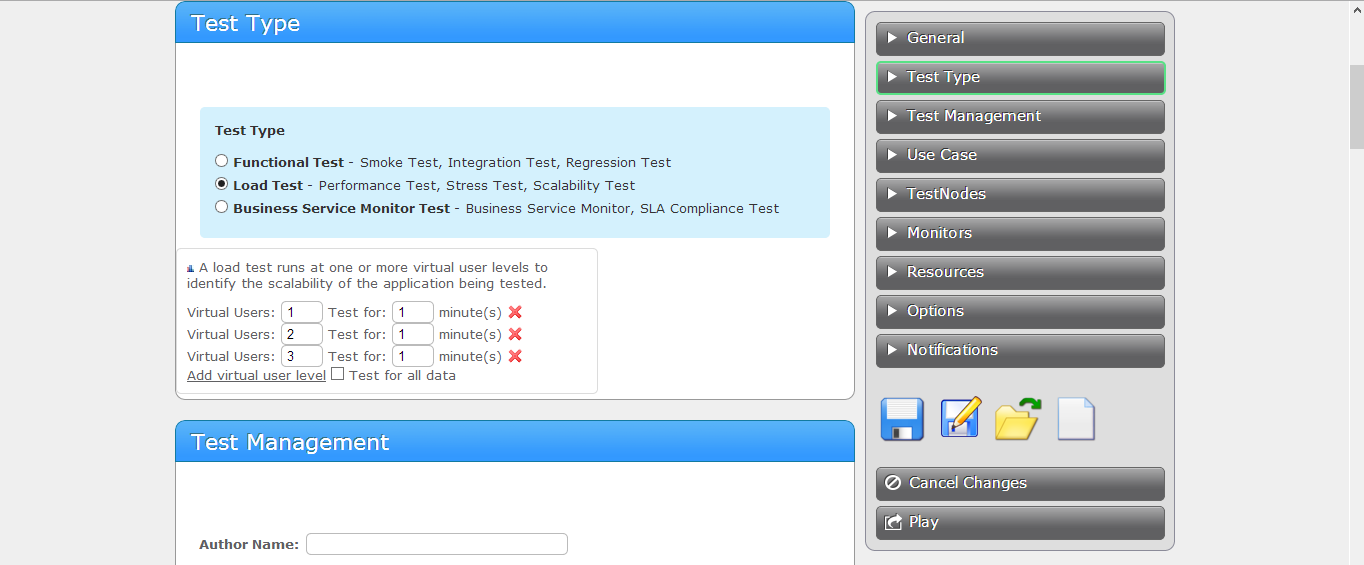 Test Type
Test Type
Functional Test - Smoke Test, Integration Test, Regression Test
Load Test - Performance Test, Stress Test, Scalability Test
Business Service Monitor Test - Business Service Monitor, SLA Compliance Test
A load test runs at one or more virtual user levels to
identify the scalability of the application being tested.
Virtual Users: 1 Test for: 1 minute(s)
Virtual Users: 2 Test for: 1 minute(s)
Virtual Users: 3 Test for: 1 minute(s)
Add virtual user level Test for all data
Test Management
Author Name:
General
Test Type
Test Management
Use Case
TestNodes
Monitors
Resources
Options
Notifications
Cancel Changes
Play